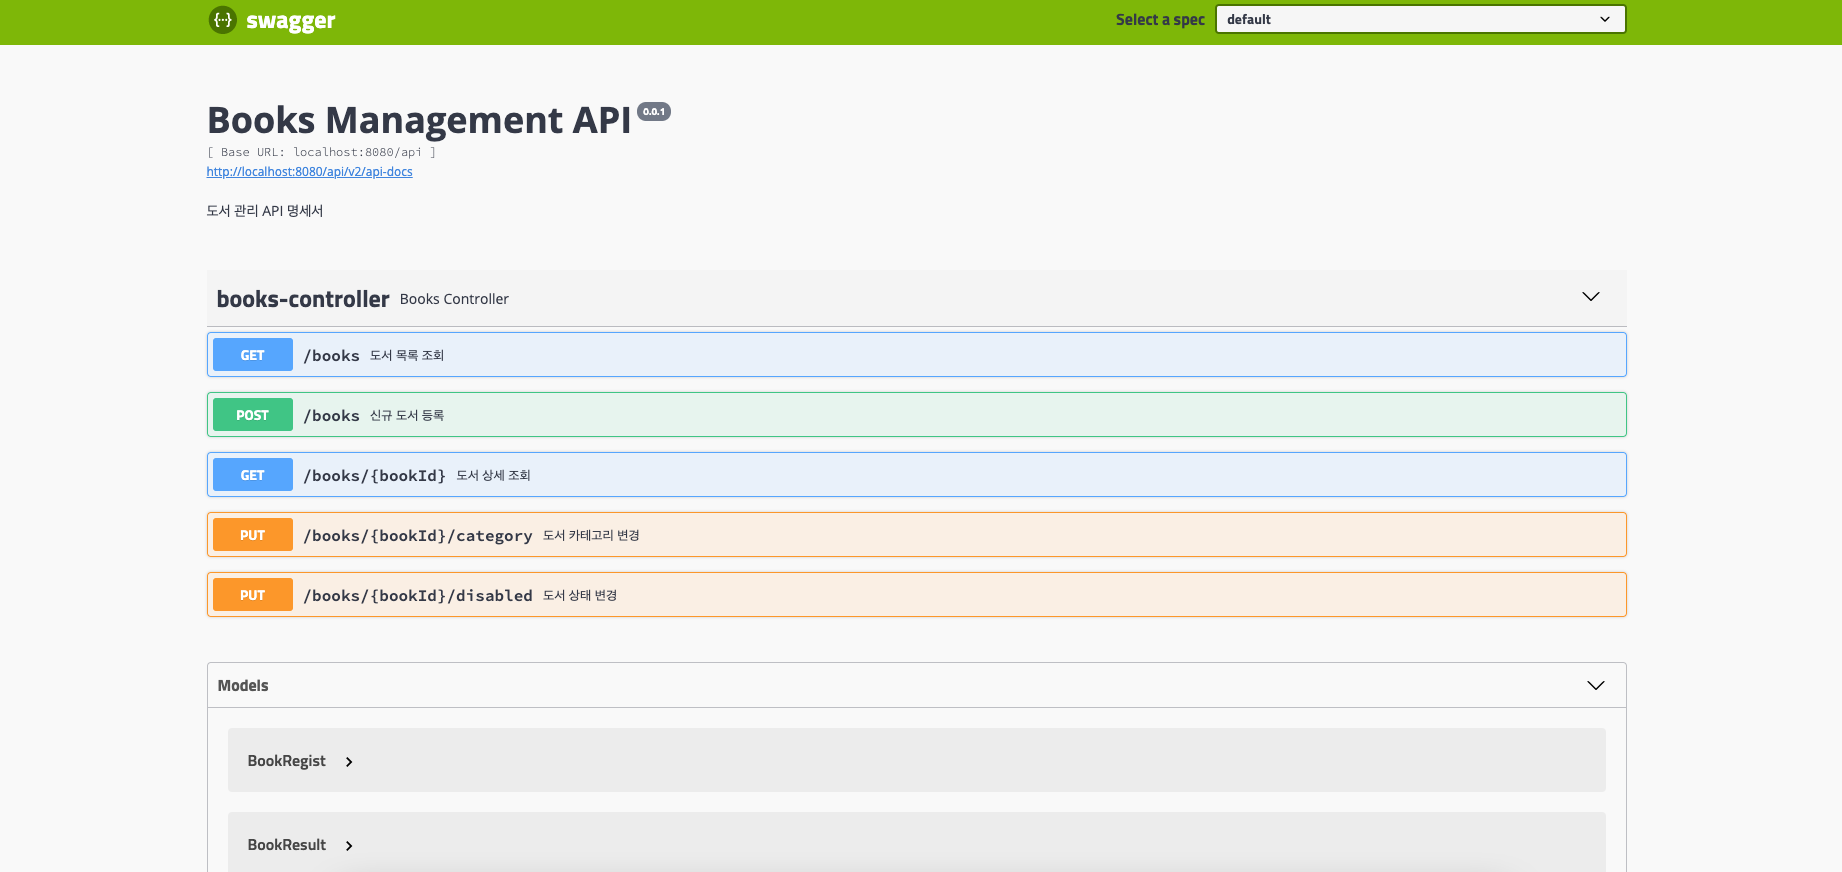 {···} swagger
Select a spec default
Books Management API 0.0.1
[ Base URL: localhost:8080/api ]
http://localhost:8080/api/v2/api-docs
도서 관리 API 명세서
books-controller Books Controller
GET /books 도서 목록 조회
POST /books 신규 도서 등록
GET /books/{bookId} 도서 상세 조회
PUT /books/{bookId}/category 도서 카테고리 변경
PUT /books/{bookId}/disabled 도서 상태 변경
Models
BookRegist
BookResult